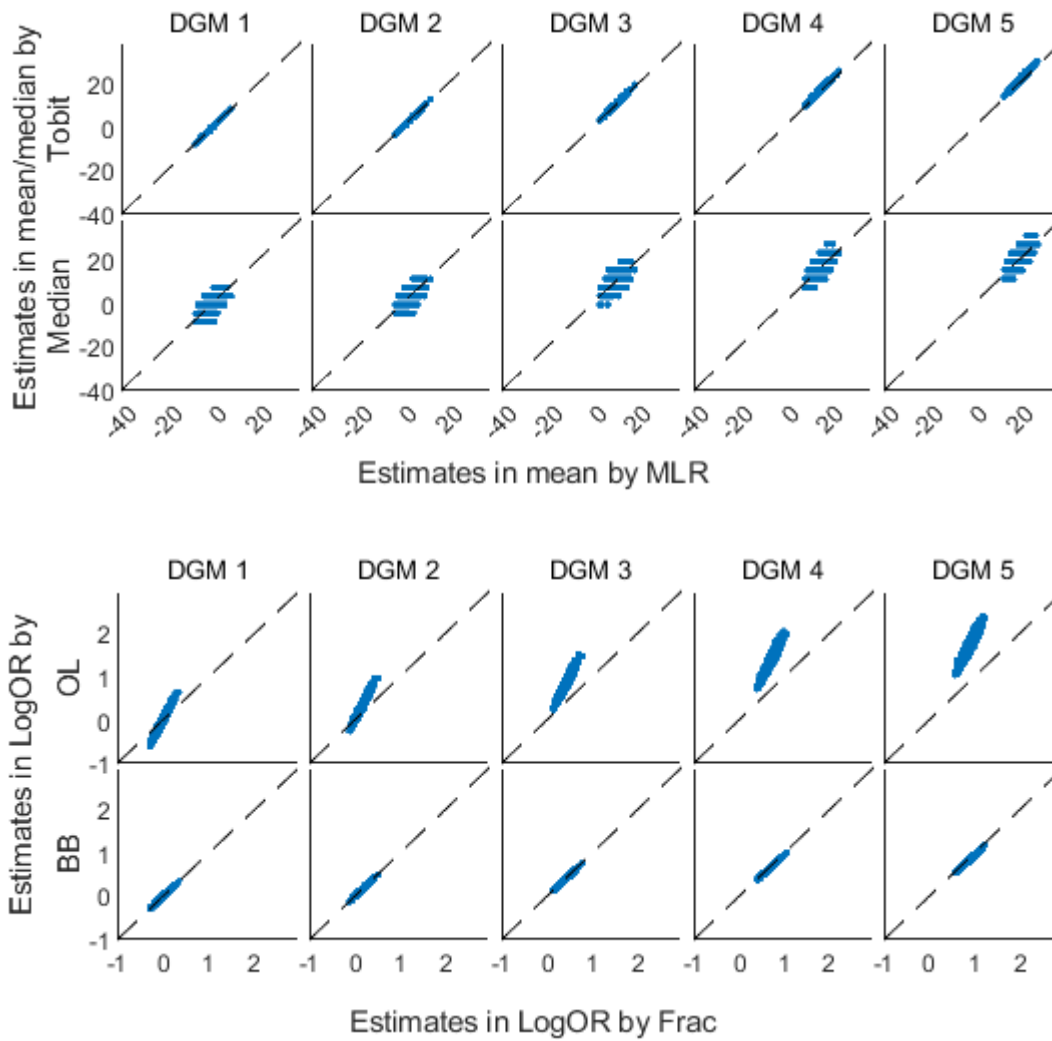 DGM 1 DGM 2 DGM 3 DGM 4 DGM 5
Estimates in mean/median by
Tobit
20
0
-20
-40
Median
20
0
-20
-40
-40 -20 0 20 -40 -20 0 20 -40 -20 0 20 -40 -20 0 20 -40 -20 0 20
Estimates in mean by MLR
DGM 1 DGM 2 DGM 3 DGM 4 DGM 5
Estimates in LogOR by
OL
2
1
0
-1
BB
2
1
0
-1
-1 0 1 2 -1 0 1 2 -1 0 1 2 -1 0 1 2 -1 0 1 2
Estimates in LogOR by Frac